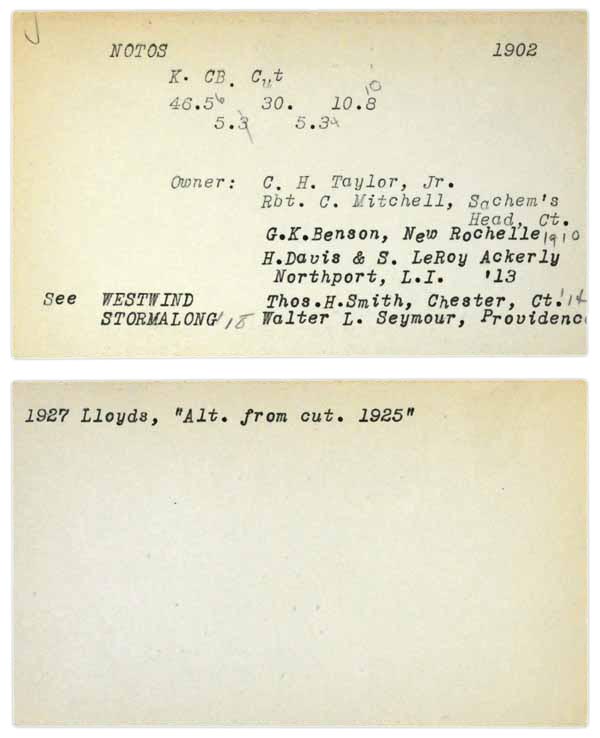 NOTOS 1902
K. CB. Cut
46.5 6 30. 10.8 10
5.3 5.3
Owner: C. H. Taylor, Jr.
Rbt. C. Mitchell, Sachem's
Head, Ct.
G.K.Benson, New Rochelle 1910
H.Davis & S. LeRoy Ackerly
Northport, L.I. '13
See WESTWIND Thos.H.Smith, Chester, Ct. '14
STORMALONG '18 Walter L. Seymour, Providenc
1927 Lloyds, "Alt. from cut. 1925"